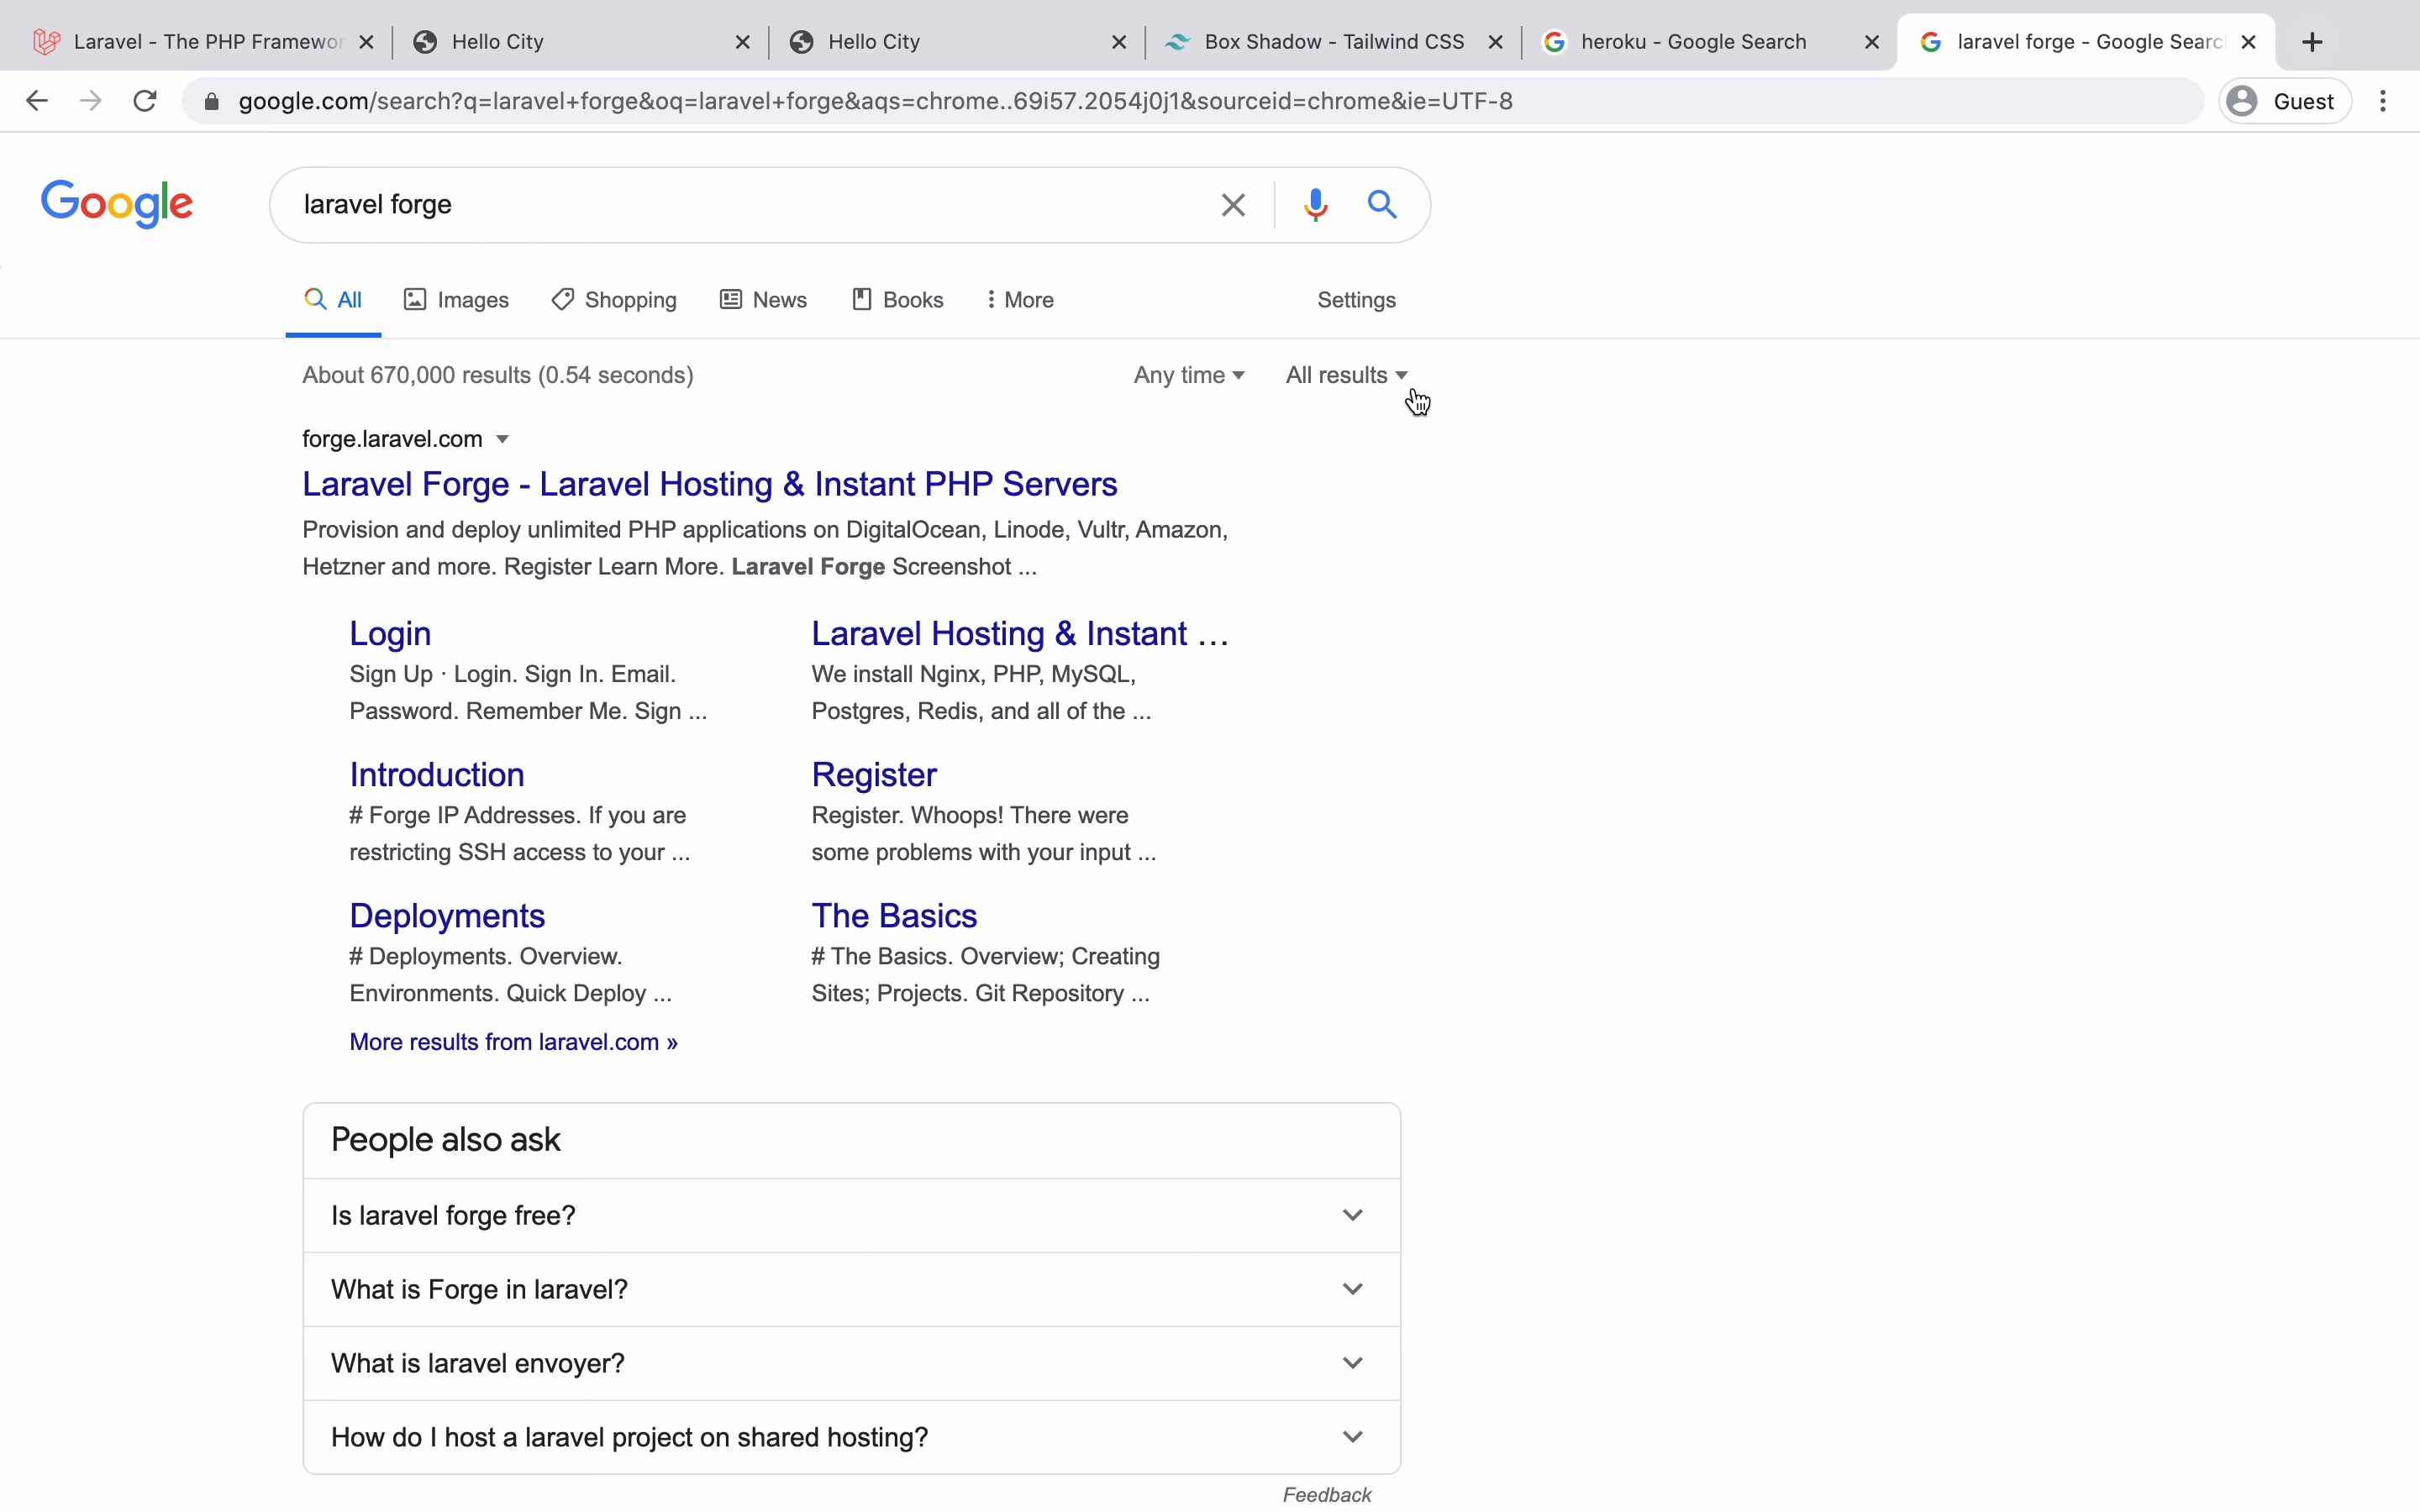 Laravel - The PHP Framewor
Hello City
Hello City
Box Shadow - Tailwind CSS
heroku - Google Search
laravel forge - Google Searc
google.com/search?q=laravel+forge&oq=laravel+forge&aqs=chrome..69i57.2054j0j1&sourceid=chrome&ie=UTF-8
Guest
Google
laravel forge
All
Images
Shopping
News
Books
More
Settings
About 670,000 results (0.54 seconds)
Any time
All results
forge.laravel.com
Laravel Forge - Laravel Hosting & Instant PHP Servers
Provision and deploy unlimited PHP applications on DigitalOcean, Linode, Vultr, Amazon,
Hetzner and more. Register Learn More. Laravel Forge Screenshot ...
Login
Sign Up · Login. Sign In. Email.
Password. Remember Me. Sign ...
Laravel Hosting & Instant ...
We install Nginx, PHP, MySQL,
Postgres, Redis, and all of the ...
Introduction
# Forge IP Addresses. If you are
restricting SSH access to your ...
Register
Register. Whoops! There were
some problems with your input ...
Deployments
# Deployments. Overview.
Environments. Quick Deploy ...
The Basics
# The Basics. Overview; Creating
Sites; Projects. Git Repository ...
More results from laravel.com »
People also ask
Is laravel forge free?
What is Forge in laravel?
What is laravel envoyer?
How do I host a laravel project on shared hosting?
Feedback